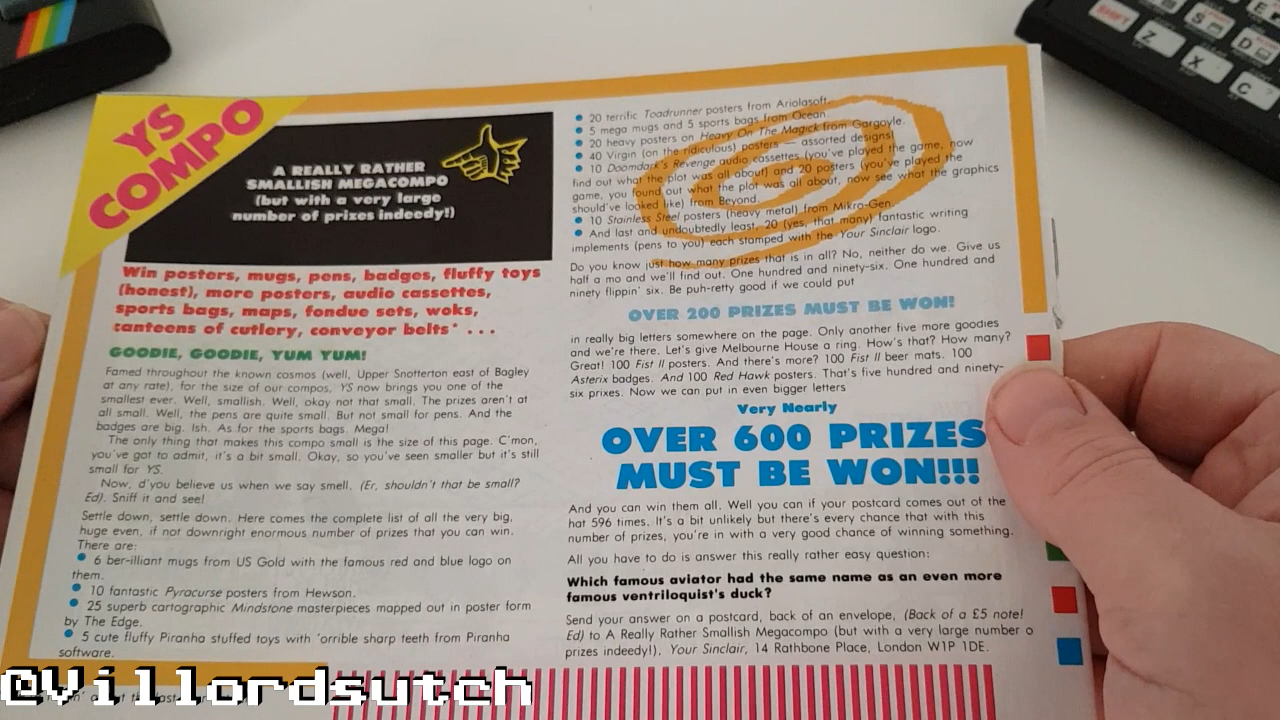 YS
COMPO
A REALLY RATHER
SMALLISH MEGACOMPO
(but with a very large
number of prizes indeedy!)
Win posters, mugs, pens, badges, fluffy toys
(honest), more posters, audio cassettes,
sports bags, maps, fondue sets, woks,
canteens of cutlery, conveyor belts* . . .
GOODIE, GOODIE, YUM YUM!
Famed throughout the known cosmos (well, Upper Snotterton east of Bagley
at any rate), for the size of our compos, YS now brings you one of the
smallest ever. Well, smallish. Well, okay not that small. The prizes aren't at
all small. Well, the pens are quite small. But not small for pens. And the
badges are big. Ish. As for the sports bags. Mega!
The only thing that makes this compo small is the size of this page. C'mon,
you've got to admit, it's a bit small. Okay, so you've seen smaller but it's still
small for YS.
Now, d'you believe us when we say smell. (Er, shouldn't that be small?
Ed). Sniff it and see!
Settle down, settle down. Here comes the complete list of all the very big,
huge even, if not downright enormous number of prizes that you can win.
There are:
● 6 ber-illiant mugs from US Gold with the famous red and blue logo on
them.
● 10 fantastic Pyracurse posters from Hewson.
● 25 superb cartographic Mindstone masterpieces mapped out in poster form
by The Edge.
● 5 cute fluffy Piranha stuffed toys with 'orrible sharp teeth from Piranha
software.
● 20 terrific Toadrunner posters from Ariolasoft.
● 5 mega mugs and 5 sports bags from Ocean.
● 20 heavy posters on Heavy On The Magick from Gargoyle.
● 40 Virgin (on the ridiculous) posters — assorted designs!
● 10 Doomdark's Revenge audio cassettes (you've played the game, now
find out what the plot was all about) and 20 posters (you've played the
game, you found out what the plot was all about, now see what the graphics
should've looked like) from Beyond.
● 10 Stainless Steel posters (heavy metal) from Mikro-Gen.
● And last and undoubtedly least, 20 (yes, that many) fantastic writing
implements (pens to you) each stamped with the Your Sinclair logo.
Do you know just how many prizes that is in all? No, neither do we. Give us
half a mo and we'll find out. One hundred and ninety-six. One hundred and
ninety flippin' six. Be puh-retty good if we could put
OVER 200 PRIZES MUST BE WON!
in really big letters somewhere on the page. Only another five more goodies
and we're there. Let's give Melbourne House a ring. How's that? How many?
Great! 100 Fist II posters. And there's more? 100 Fist II beer mats. 100
Asterix badges. And 100 Red Hawk posters. That's five hundred and ninety-
six prixes. Now we can put in even bigger letters
Very Nearly
OVER 600 PRIZES
MUST BE WON!!!
And you can win them all. Well you can if your postcard comes out of the
hat 596 times. It's a bit unlikely but there's every chance that with this
number of prizes, you're in with a very good chance of winning something.
All you have to do is answer this really rather easy question:
Which famous aviator had the same name as an even more
famous ventriloquist's duck?
Send your answer on a postcard, back of an envelope, (Back of a £5 note!
Ed) to A Really Rather Smallish Megacompo (but with a very large number o
prizes indeedy!), Your Sinclair, 14 Rathbone Place, London W1P 1DE.
@Villordsutch
SHIFT
Z
X
C
S
D
E